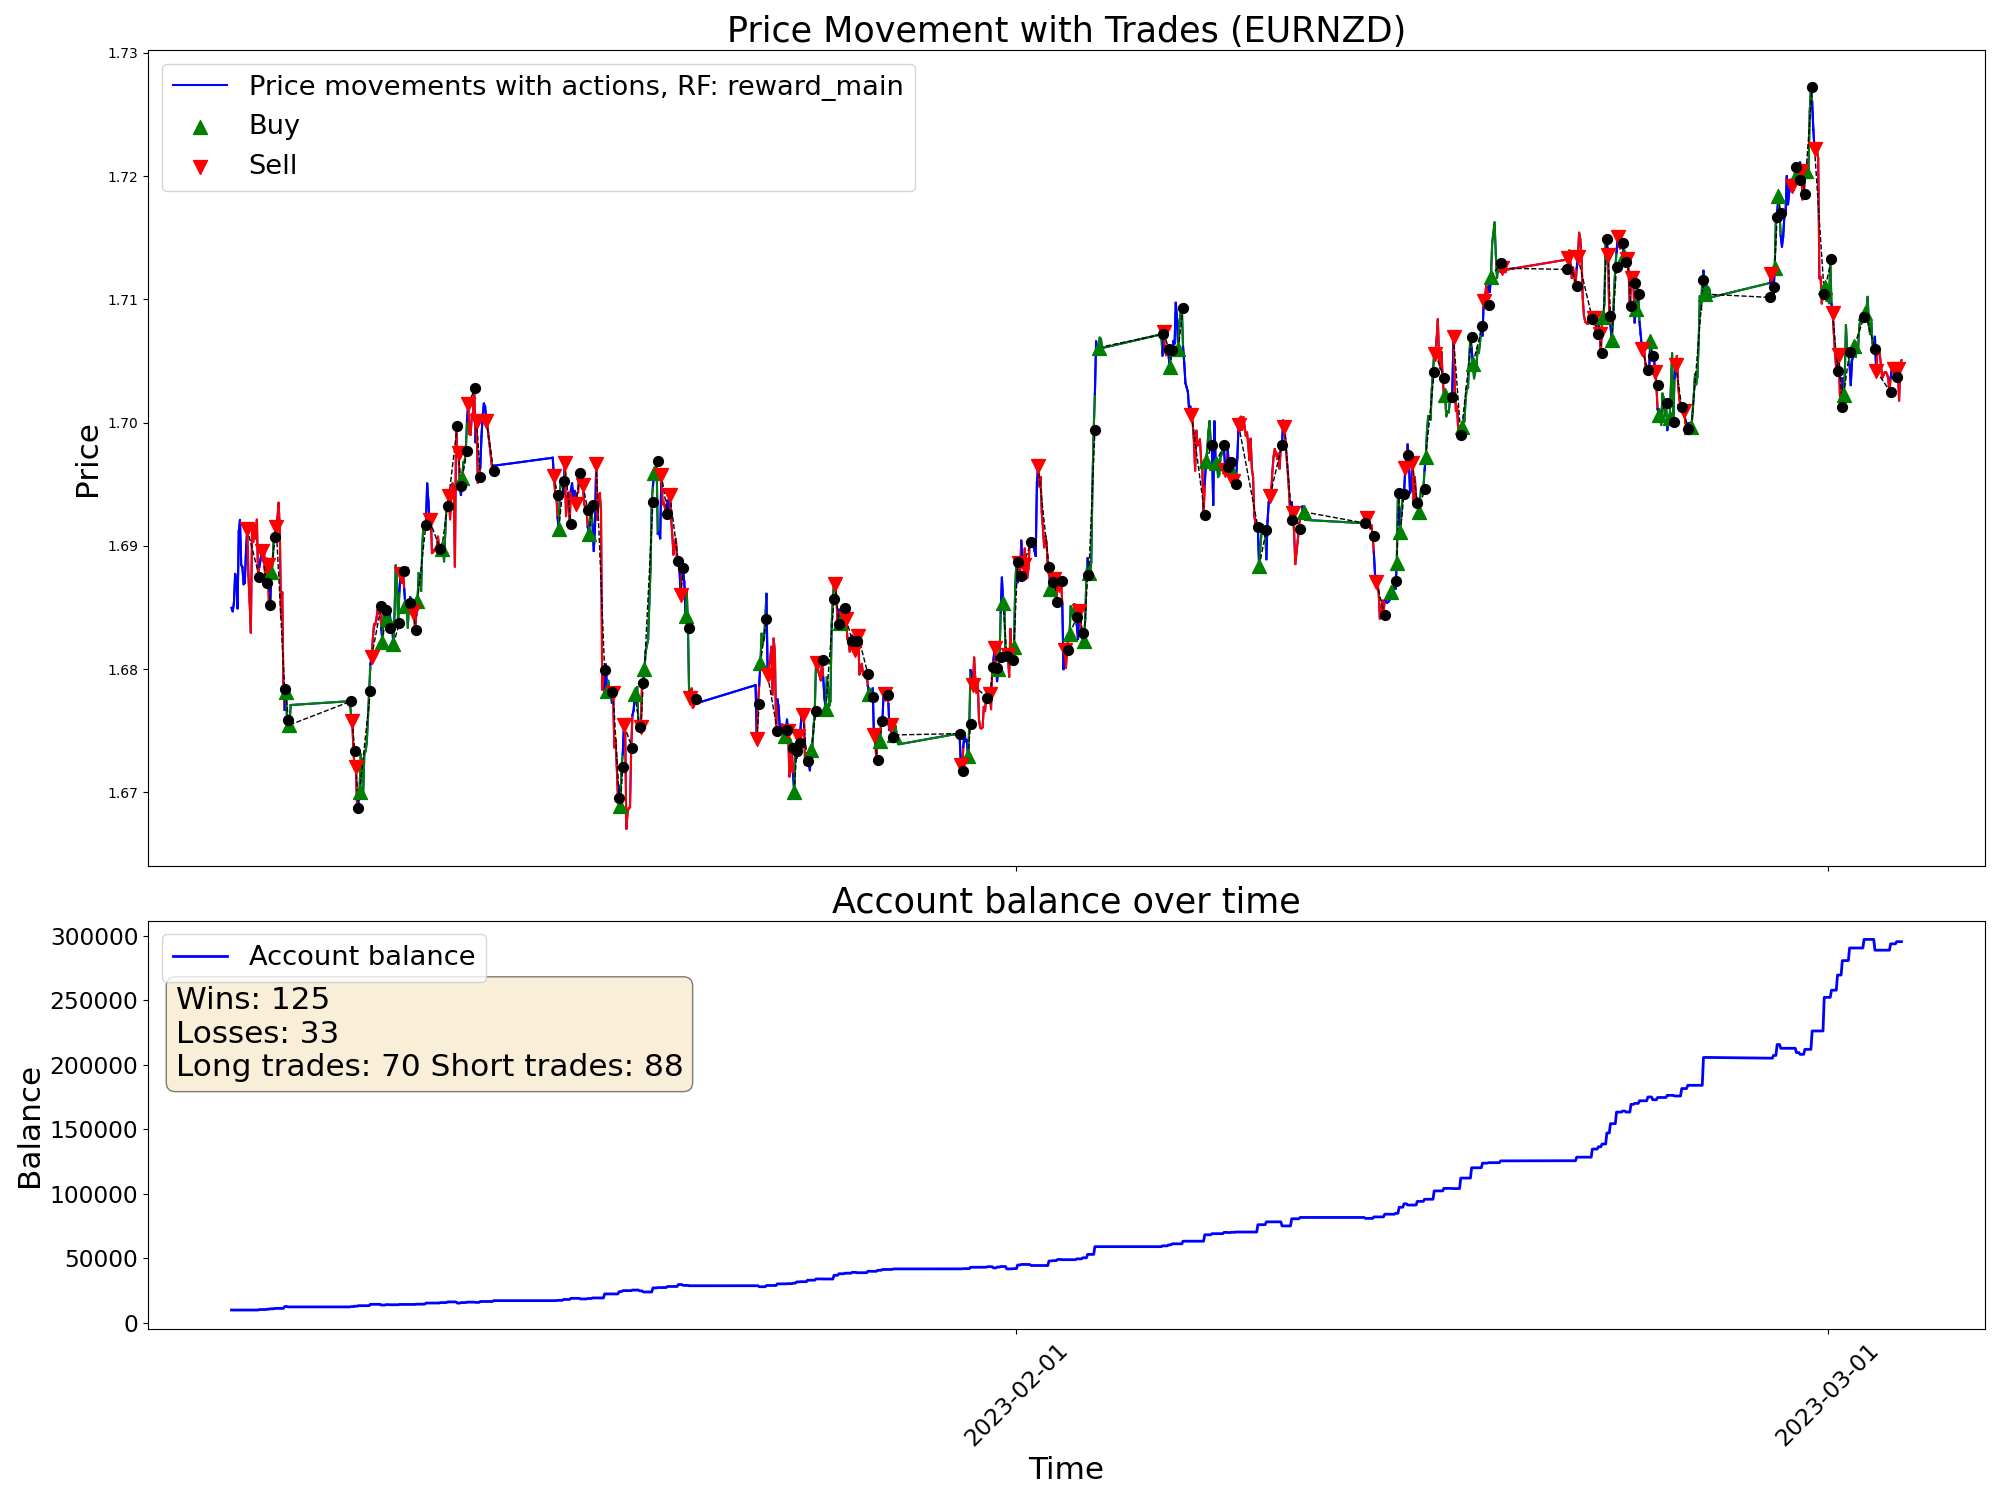 Price Movement with Trades (EURNZD)
1.73
Price movements with actions, RF: reward_main
Buy
Sell
1.72
1.71
1.70
Price
1.69
1.68
1.67
Account balance over time
300000
Account balance
Wins: 125
250000
Losses: 33
Long trades: 70 Short trades: 88
200000
150000
Balance
100000
50000
0
2023-02-01
2023-03-01
Time